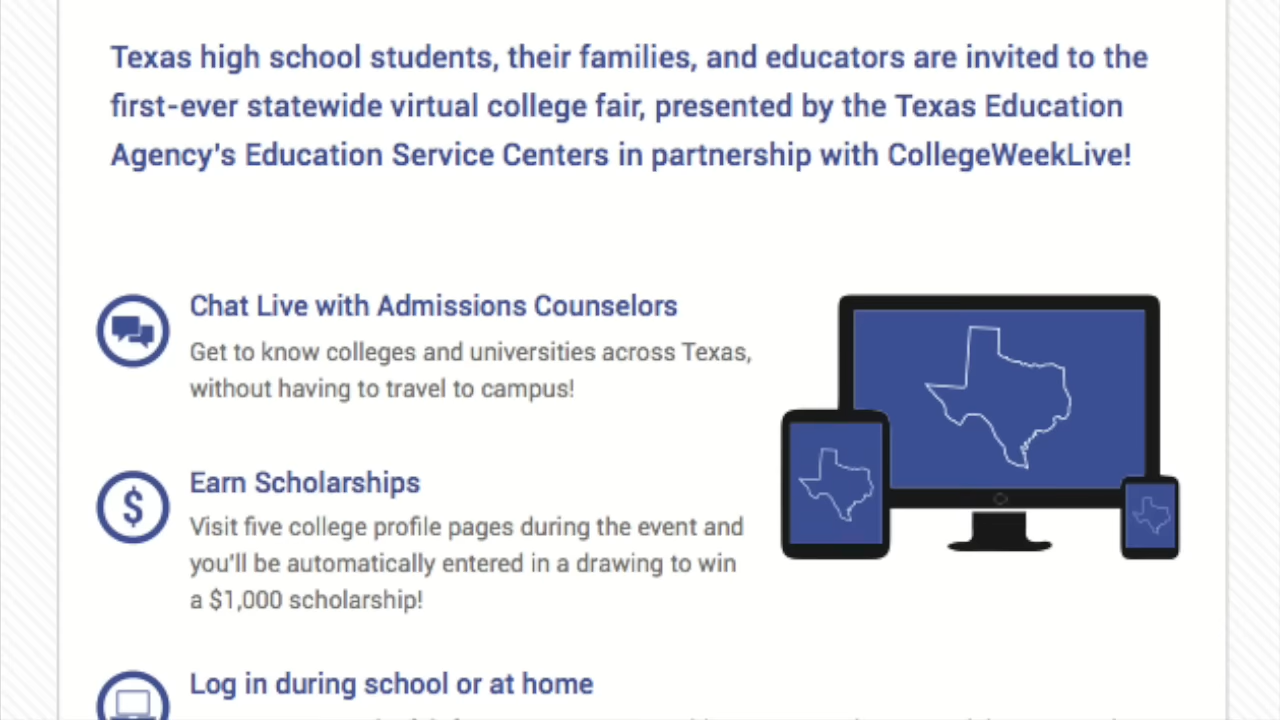 Texas high school students, their families, and educators are invited to the
first-ever statewide virtual college fair, presented by the Texas Education
Agency's Education Service Centers in partnership with CollegeWeekLive!
Chat Live with Admissions Counselors
Get to know colleges and universities across Texas,
without having to travel to campus!
$
Earn Scholarships
Visit five college profile pages during the event and
you'll be automatically entered in a drawing to win
a $1,000 scholarship!
Log in during school or at home